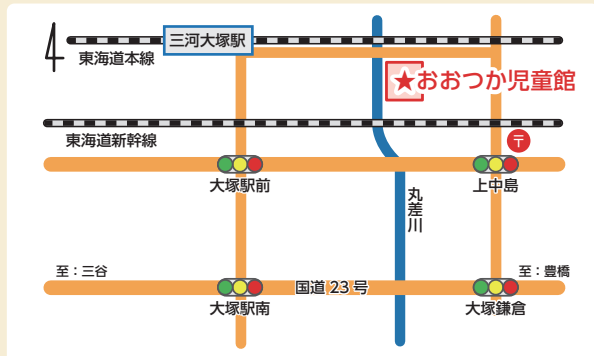 三河大塚駅
東海道本線
★おおつか児童館
東海道新幹線
〒
大塚駅前
上中島
丸差川
至：三谷
国道 23 号
至：豊橋
大塚駅南
大塚鎌倉